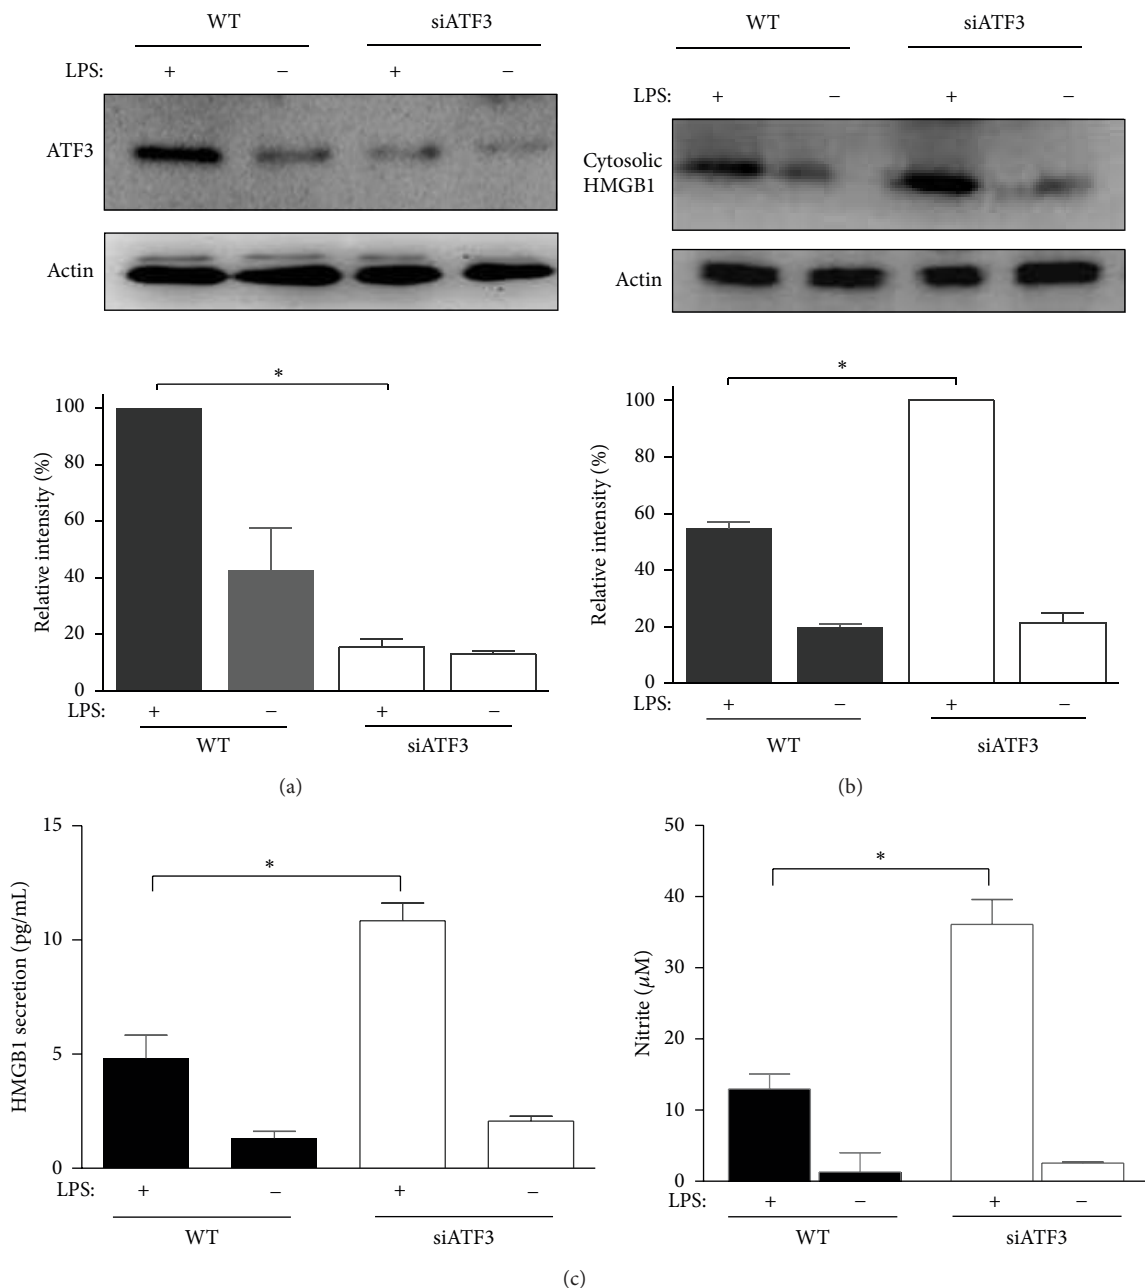 WT siATF3
LPS: + − + −
ATF3
Actin
*
100
80
60
40
20
0
Relative intensity (%)
LPS: + − + −
WT siATF3
(a)
WT siATF3
LPS: + − + −
Cytosolic
HMGB1
Actin
*
100
80
60
40
20
0
Relative intensity (%)
LPS: + − + −
WT siATF3
(b)
15
10
5
0
HMGB1 secretion (pg/mL)
*
LPS: + − + −
WT siATF3
50
40
30
20
10
0
Nitrite (μM)
*
LPS: + − + −
WT siATF3
(c)